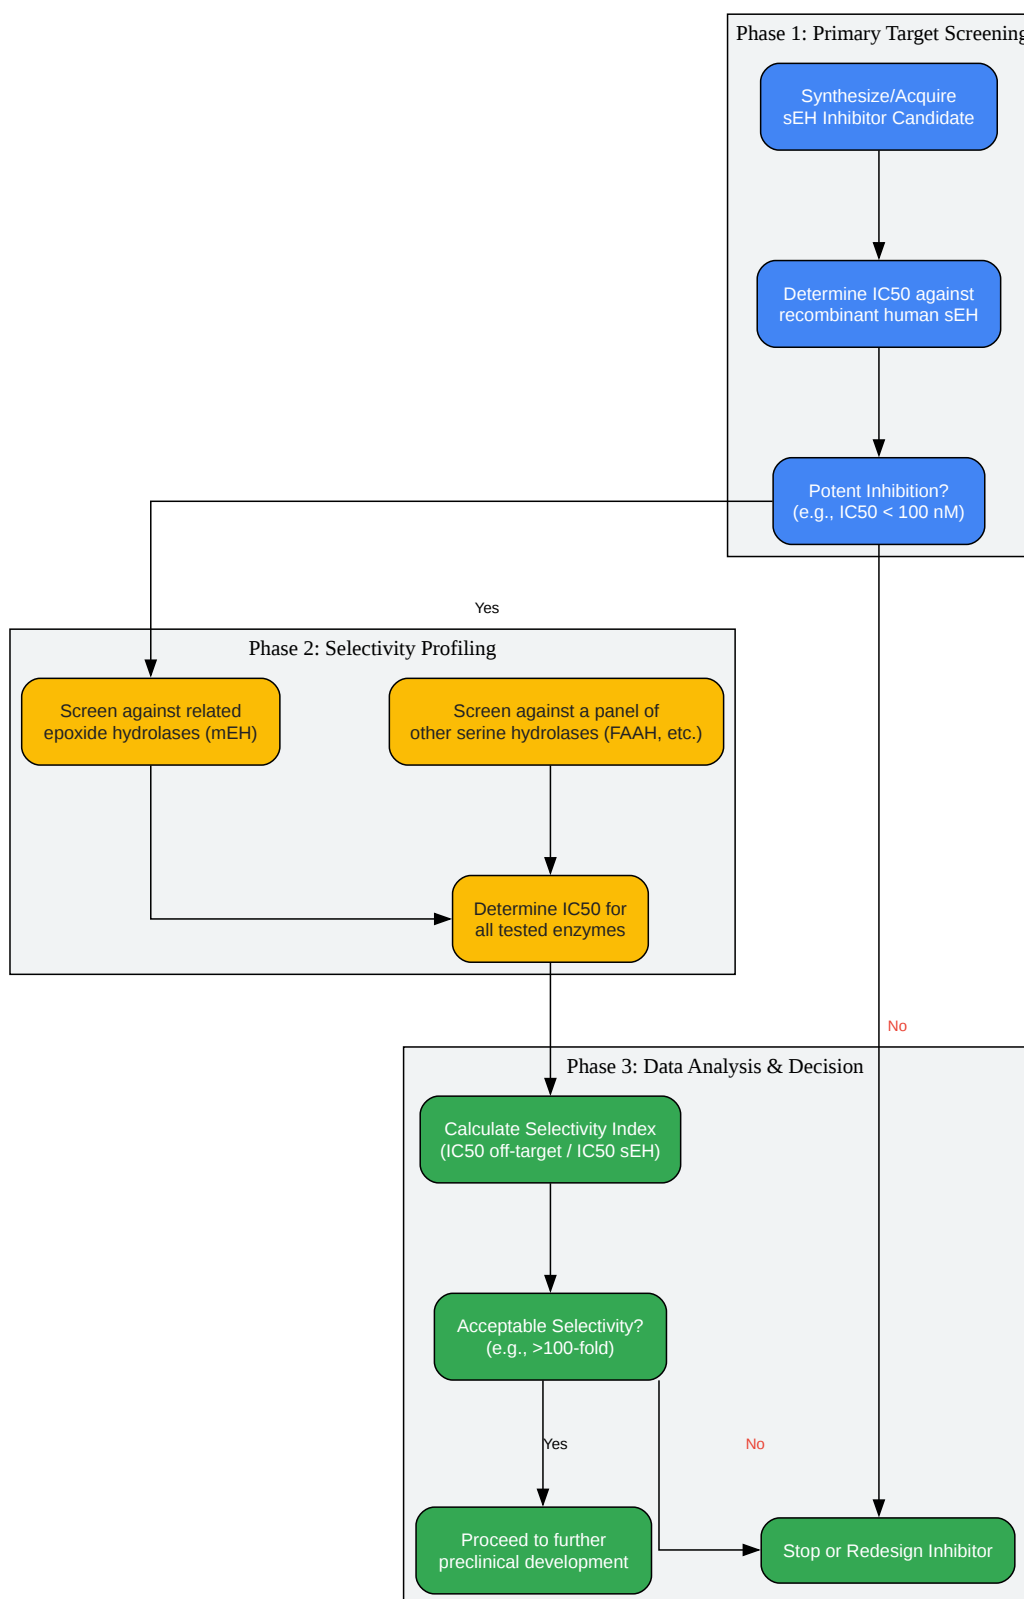 Phase 1: Primary Target Screening
Synthesize/Acquire
sEH Inhibitor Candidate
Determine IC50 against
recombinant human sEH
Potent Inhibition?
(e.g., IC50 < 100 nM)
Yes
Phase 2: Selectivity Profiling
Screen against related
epoxide hydrolases (mEH)
Screen against a panel of
other serine hydrolases (FAAH, etc.)
Determine IC50 for
all tested enzymes
No
Phase 3: Data Analysis & Decision
Calculate Selectivity Index
(IC50 off-target / IC50 sEH)
Acceptable Selectivity?
(e.g., >100-fold)
Yes
No
Proceed to further
preclinical development
Stop or Redesign Inhibitor